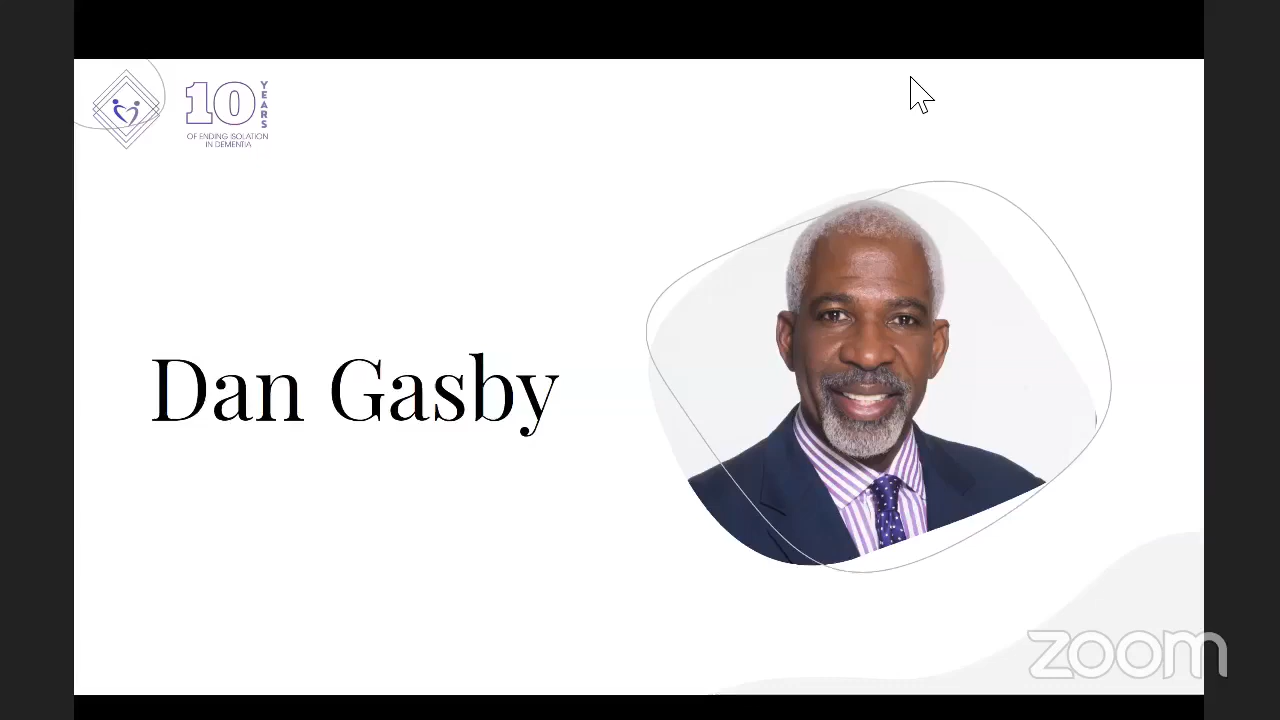 10 YEARS
OF ENDING ISOLATION
IN DEMENTIA
Dan Gasby
zoom